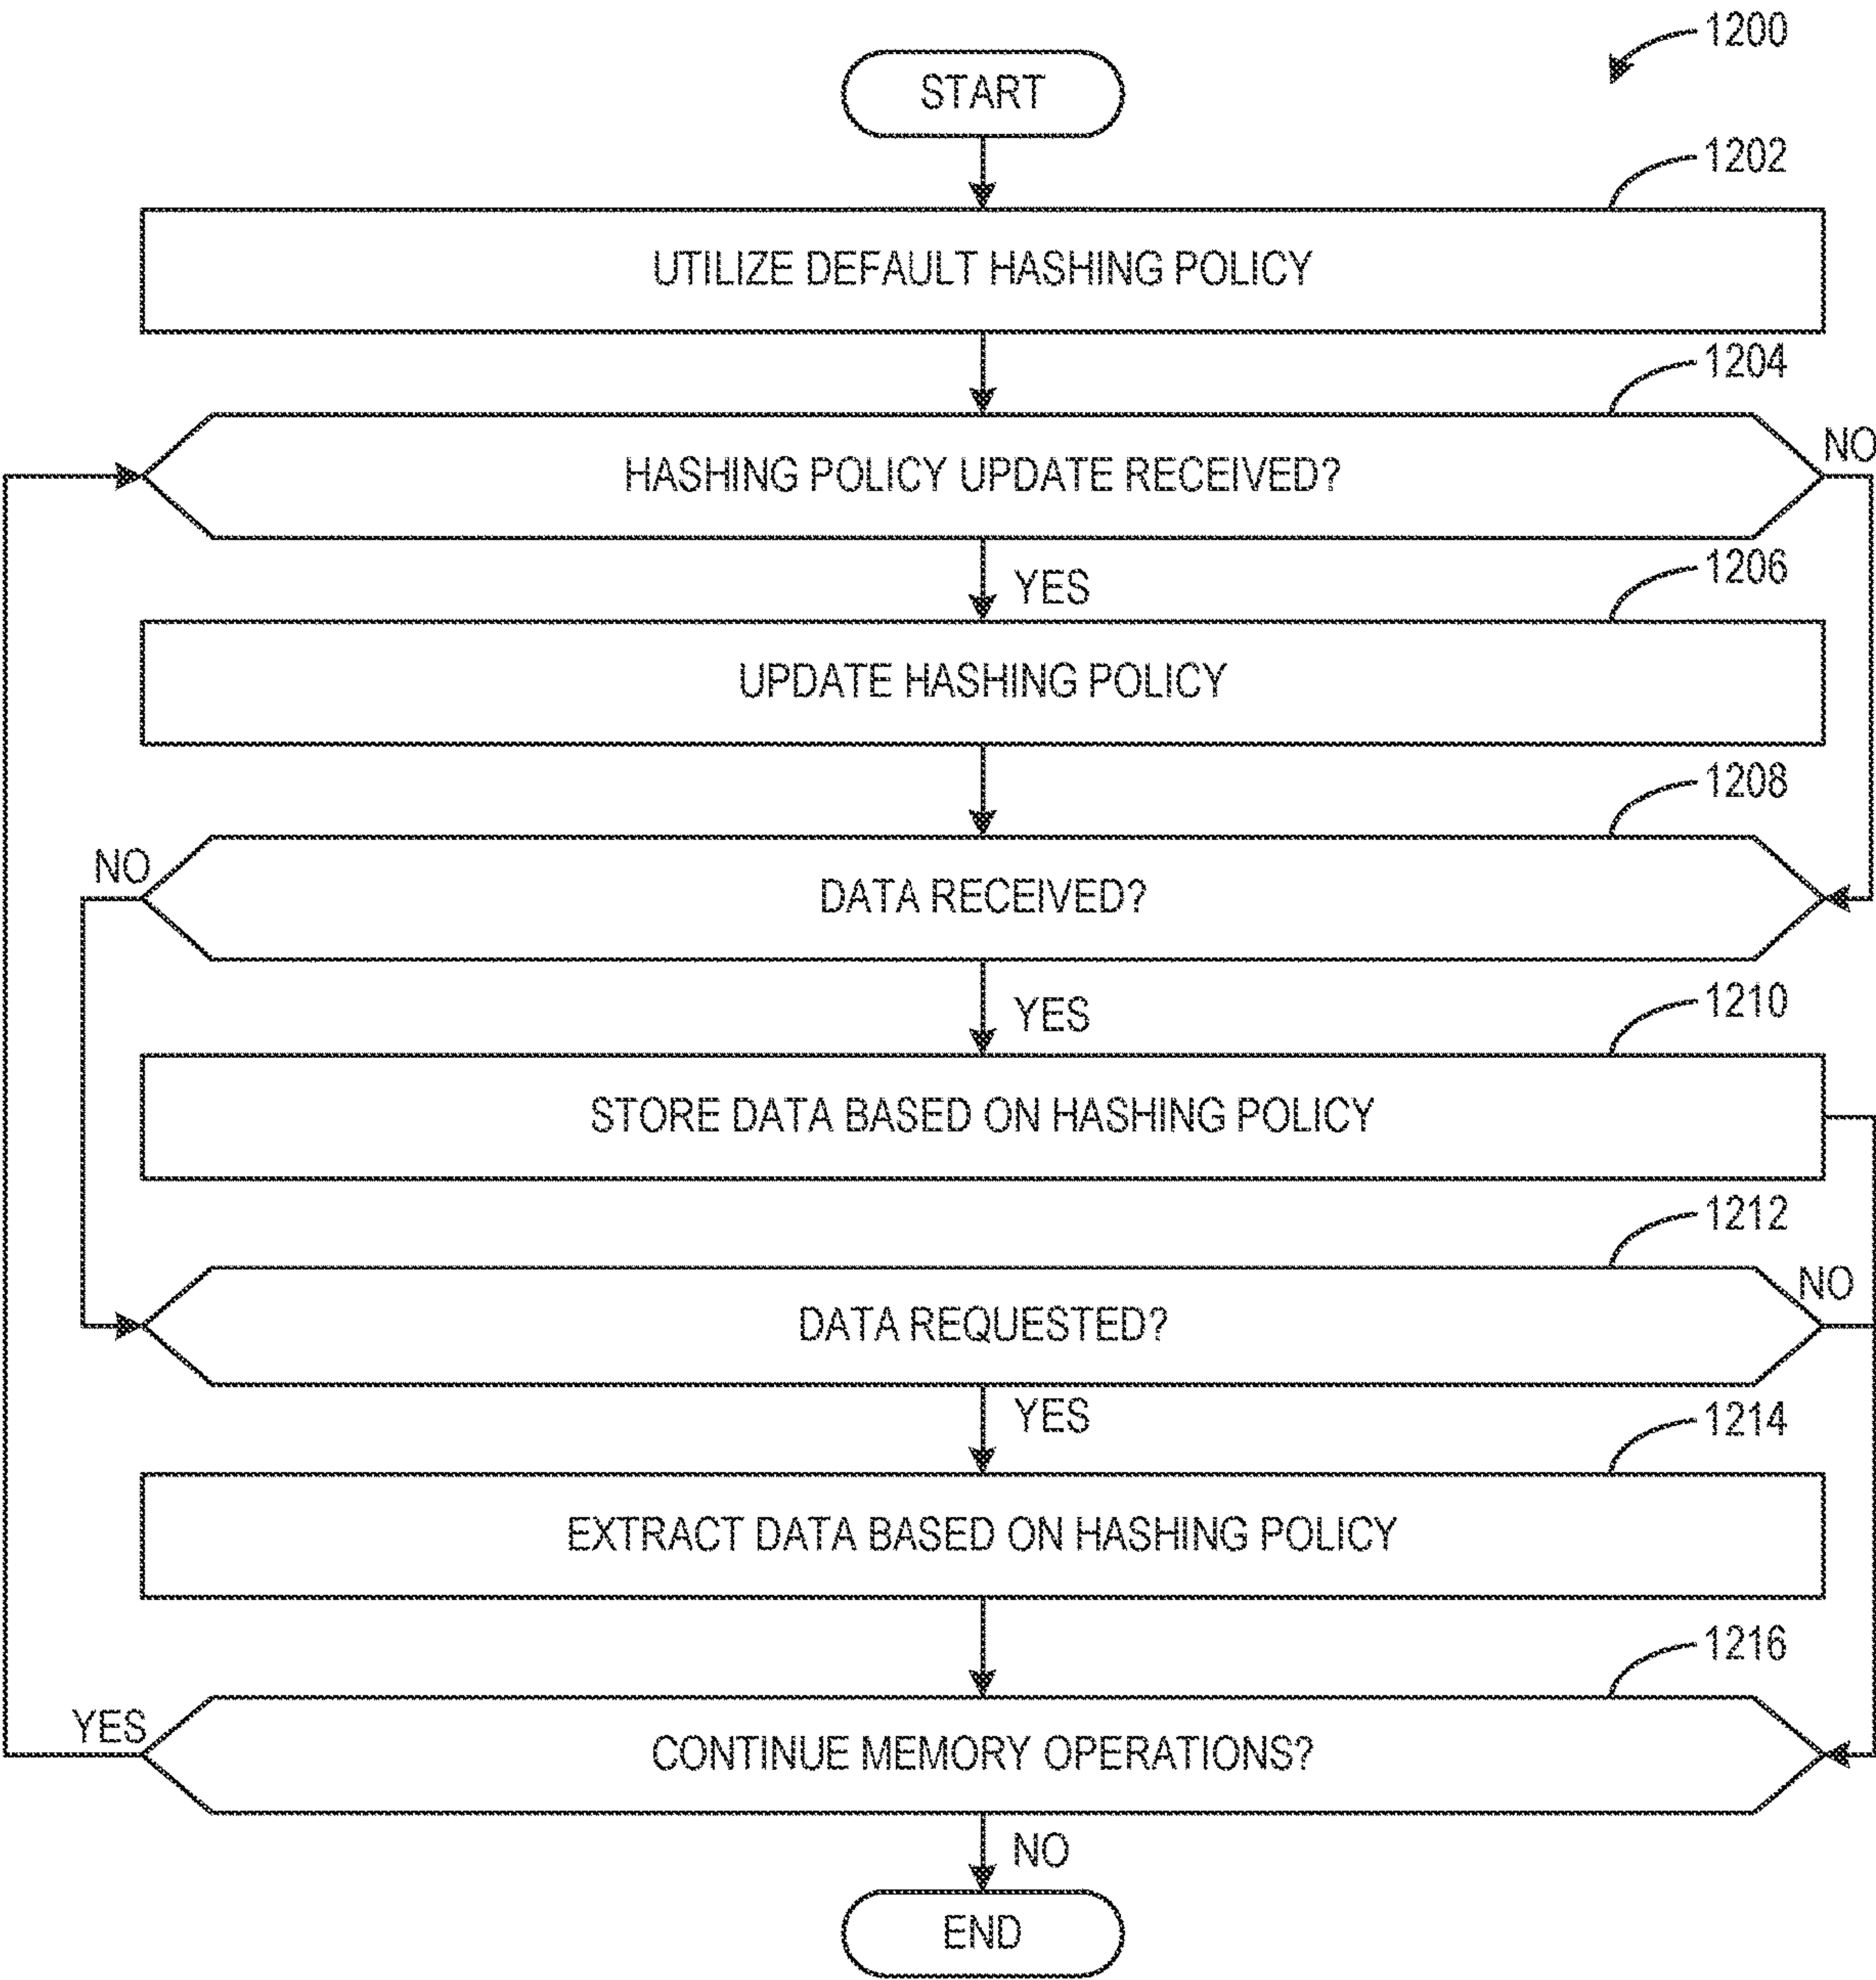 1200
START
1202
UTILIZE DEFAULT HASHING POLICY
1204
NO
HASHING POLICY UPDATE RECEIVED?
YES
1206
UPDATE HASHING POLICY
1208
NO
DATA RECEIVED?
YES
1210
STORE DATA BASED ON HASHING POLICY
1212
NO
DATA REQUESTED?
YES
1214
EXTRACT DATA BASED ON HASHING POLICY
1216
YES
CONTINUE MEMORY OPERATIONS?
NO
END